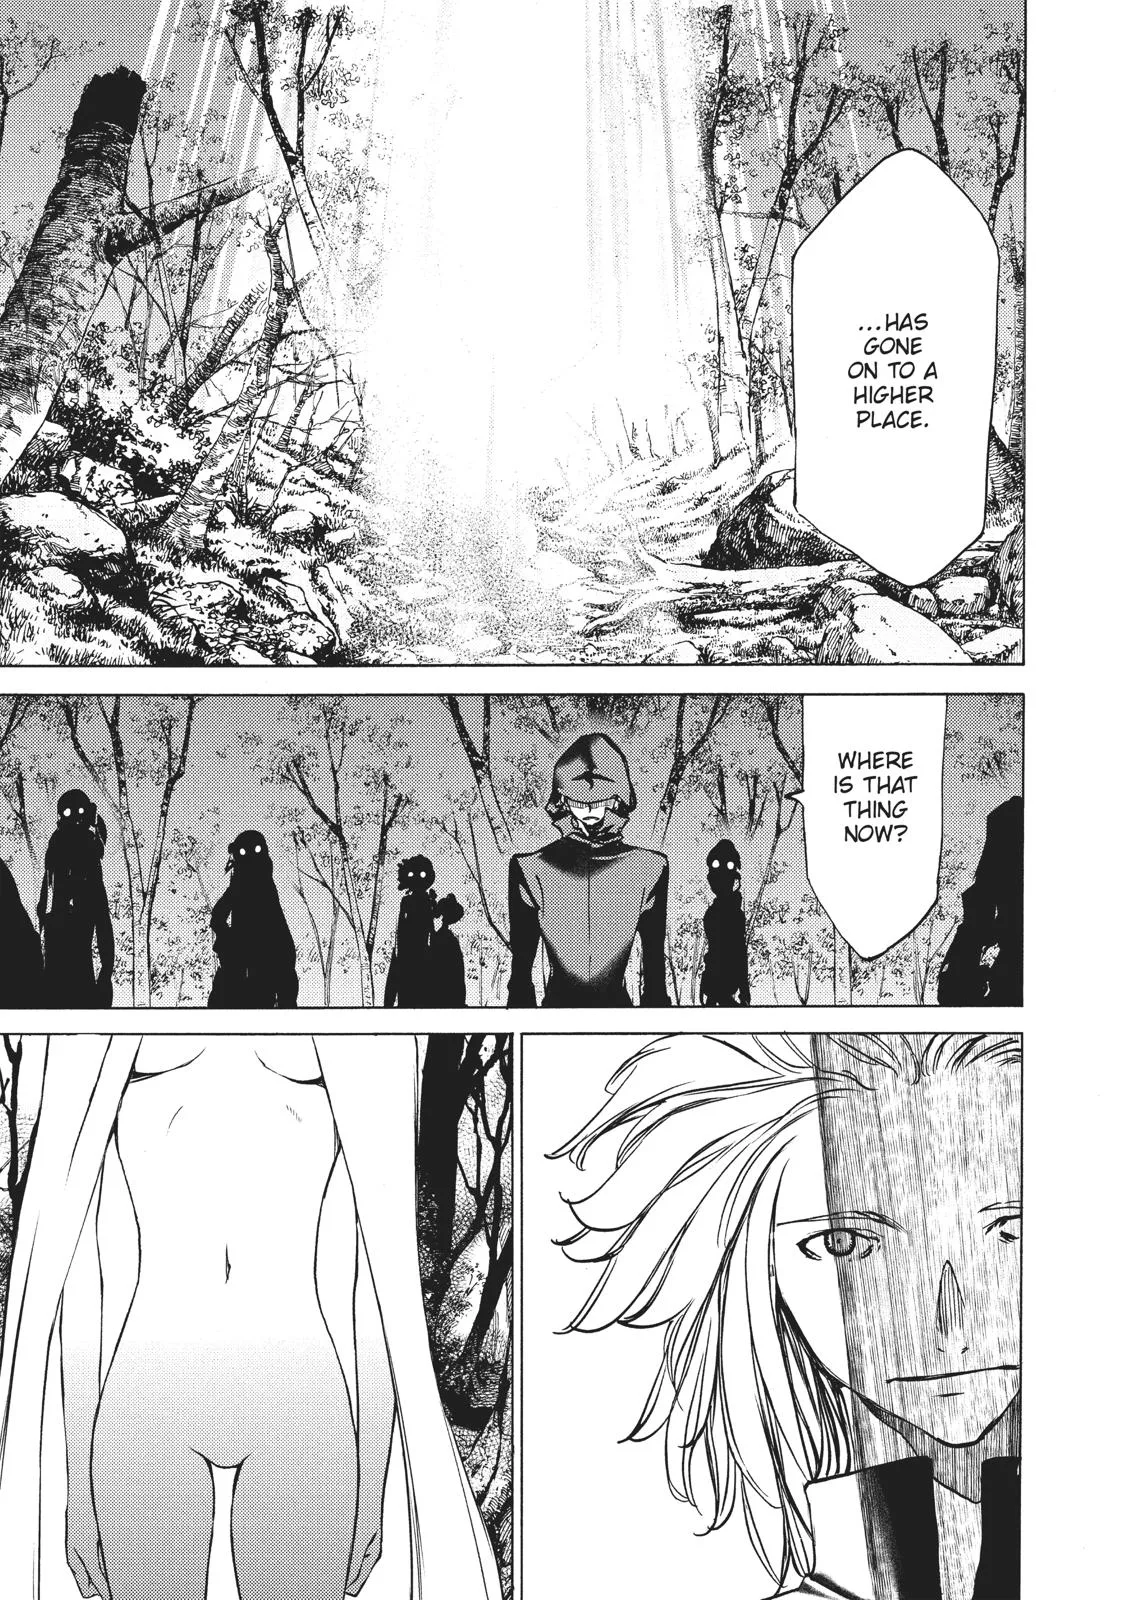 ...HAS
GONE
ON TO A
HIGHER
PLACE.
WHERE
IS THAT
THING
NOW?